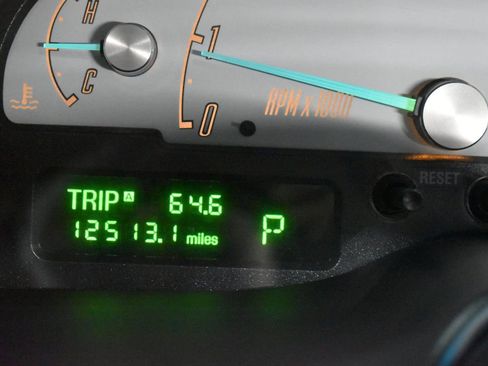 H
C
1
0
RPM x 1000
RESET
TRIP A 64.6
12513.1 miles
P